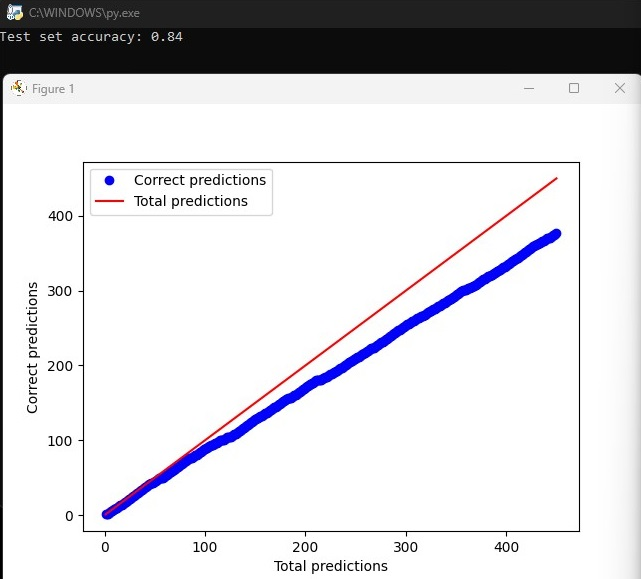 C:\WINDOWS\py.exe
Test set accuracy: 0.84
Figure 1
Correct predictions
Total predictions
400
300
200
100
0
Correct predictions
0 100 200 300 400
Total predictions